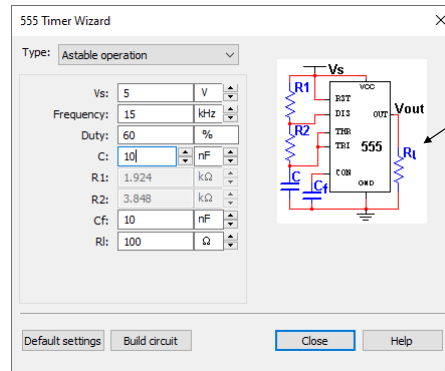 555 Timer Wizard
Type: Astable operation
Vs: 5 V
Frequency: 15 kHz
Duty: 60 %
C: 10 nF
R1: 1.924 kΩ
R2: 3.848 kΩ
Cf: 10 nF
Rl: 100 Ω
Vs
R1
VCC
RST
DIS
OUT
Vout
R2
THR
TRI
555
Rl
C
Cf
CON
GND
Default settings
Build circuit
Close
Help